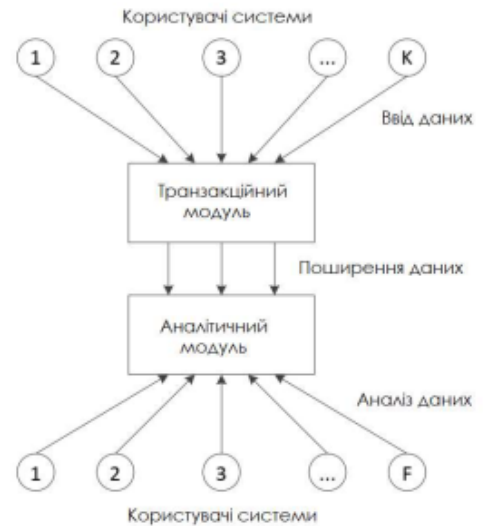 Користувачі системи
1 2 3 ... K
Ввід даних
Транзакційний
модуль
Поширення даних
Аналітичний
модуль
Аналіз даних
1 2 3 ... F
Користувачі системи